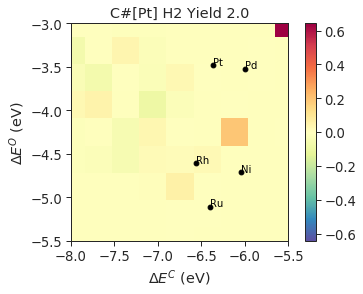 C#[Pt] H2 Yield 2.0
−3.0
−3.5
−4.0
−4.5
−5.0
−5.5
ΔE^O (eV)
Pt
Pd
Rh
Ni
Ru
−8.0 −7.5 −7.0 −6.5 −6.0 −5.5
ΔE^C (eV)
0.6
0.4
0.2
0.0
−0.2
−0.4
−0.6